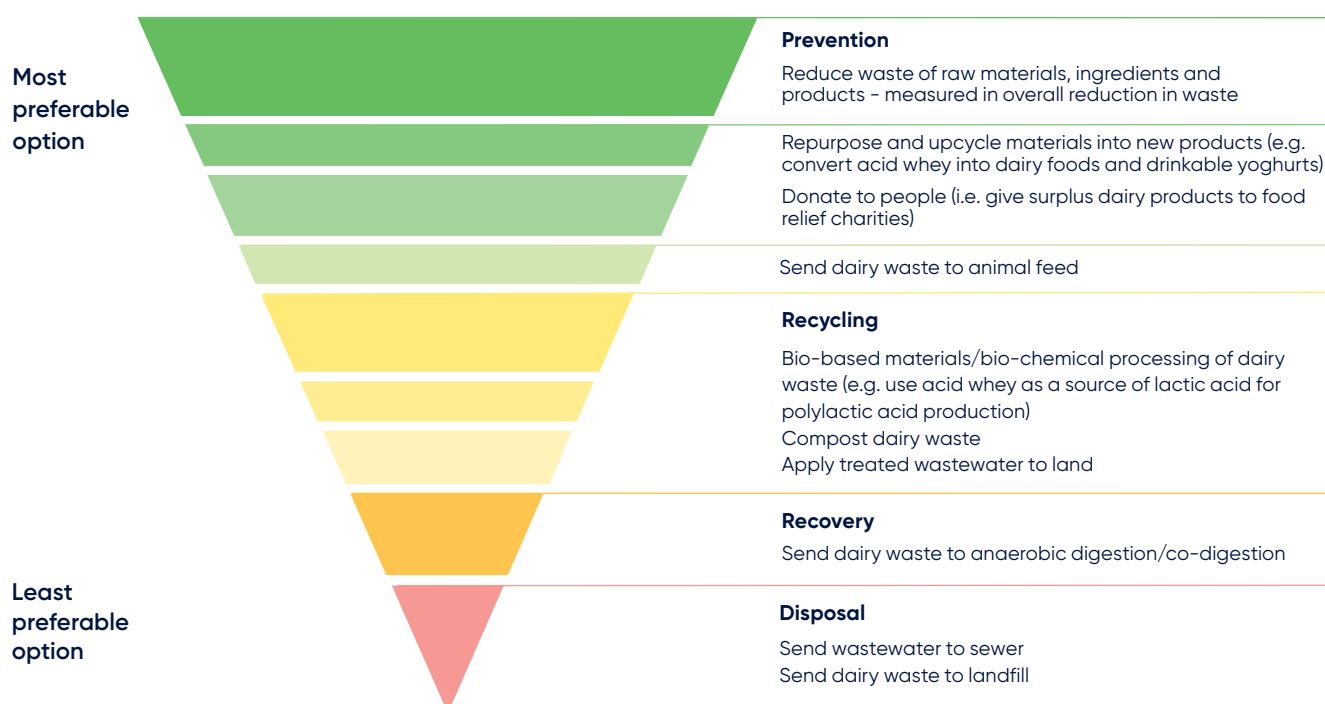 Most
preferable
option
Prevention
Reduce waste of raw materials, ingredients and
products - measured in overall reduction in waste
Repurpose and upcycle materials into new products (e.g.
convert acid whey into dairy foods and drinkable yoghurts)
Donate to people (i.e. give surplus dairy products to food
relief charities)
Send dairy waste to animal feed
Recycling
Bio-based materials/bio-chemical processing of dairy
waste (e.g. use acid whey as a source of lactic acid for
polylactic acid production)
Compost dairy waste
Apply treated wastewater to land
Recovery
Send dairy waste to anaerobic digestion/co-digestion
Least
preferable
option
Disposal
Send wastewater to sewer
Send dairy waste to landfill